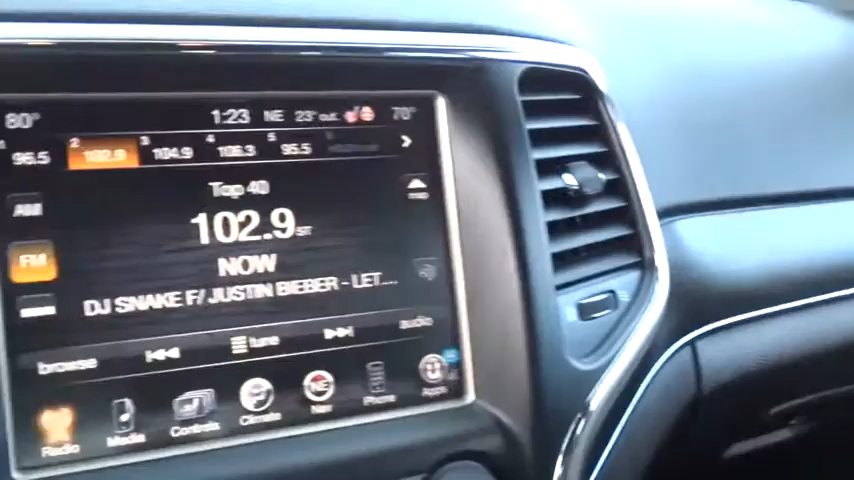 80° 1:23 NE 23° out 70°
1 96.5 2 102.9 3 104.9 4 106.3 5 95.5
Top 40
AM
102.9 ST
FM
NOW
DJ SNAKE F/JUSTIN BIEBER - LET...
browse tune audio
Radio Media Controls Climate Nav Phone Apps